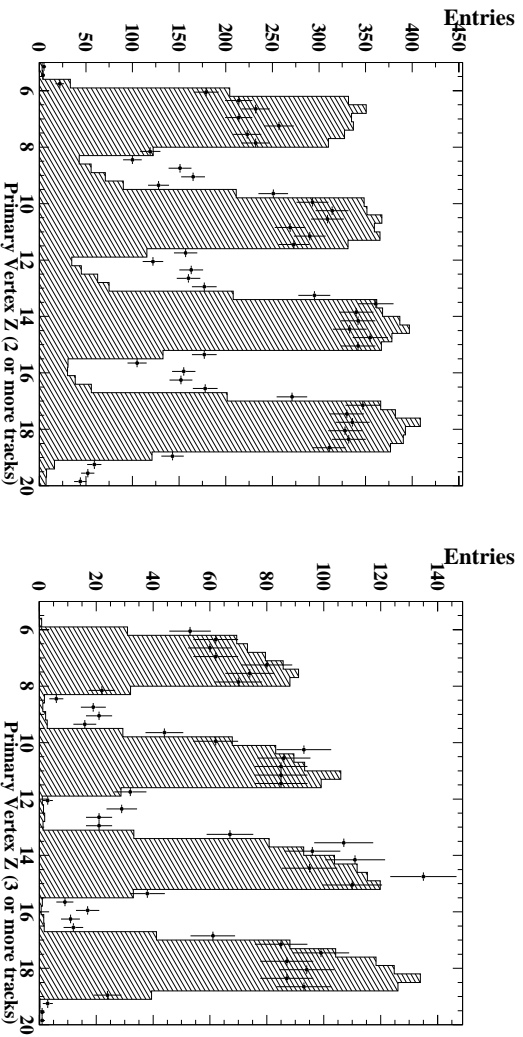 Entries
0 50 100 150 200 250 300 350 400 450
6 8 10 12 14 16 18 20
Primary Vertex Z (2 or more tracks)
Entries
0 20 40 60 80 100 120 140
6 8 10 12 14 16 18 20
Primary Vertex Z (3 or more tracks)